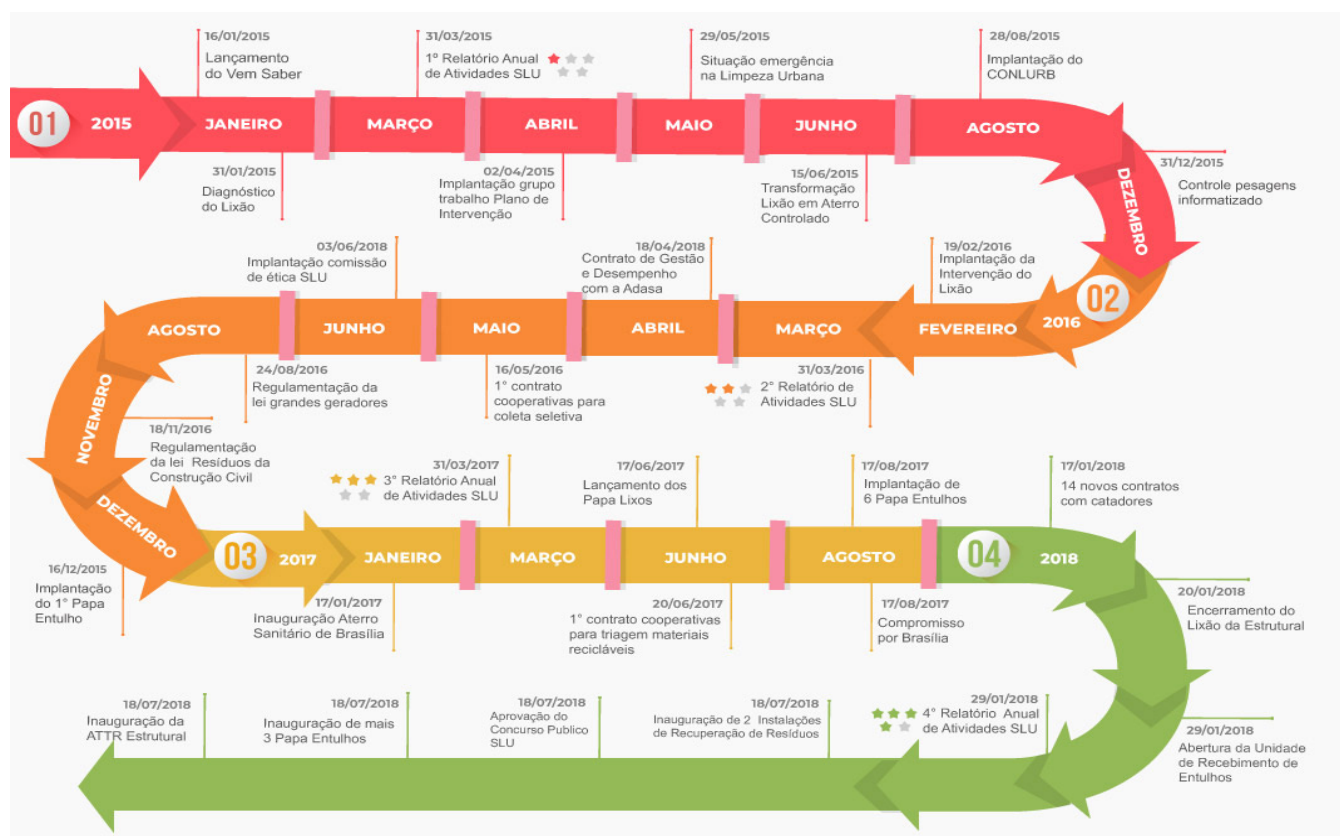 16/01/2015
Lançamento
do Vem Saber
31/03/2015
1º Relatório Anual
de Atividades SLU
29/05/2015
Situação emergência
na Limpeza Urbana
28/08/2015
Implantação do
CONLURB
01
2015
JANEIRO
MARÇO
ABRIL
MAIO
JUNHO
AGOSTO
DEZEMBRO
31/01/2015
Diagnóstico
do Lixão
02/04/2015
Implantação grupo
trabalho Plano de
Intervenção
15/06/2015
Transformação
Lixão em Aterro
Controlado
31/12/2015
Controle pesagens
informatizado
03/06/2018
Implantação comissão
de ética SLU
18/04/2018
Contrato de Gestão
e Desempenho
com a Adasa
19/02/2016
Implantação da
Intervenção do
Lixão
02
2016
FEVEREIRO
MARÇO
ABRIL
MAIO
JUNHO
AGOSTO
NOVEMBRO
DEZEMBRO
24/08/2016
Regulamentação da
lei grandes geradores
16/05/2016
1° contrato
cooperativas para
coleta seletiva
31/03/2016
2° Relatório de
Atividades SLU
18/11/2016
Regulamentação
da lei Resíduos da
Construção Civil
16/12/2015
Implantação
do 1° Papa
Entulho
31/03/2017
3° Relatório Anual
de Atividades SLU
17/06/2017
Lançamento dos
Papa Lixos
17/08/2017
Implantação de
6 Papa Entulhos
17/01/2018
14 novos contratos
com catadores
03
2017
JANEIRO
MARÇO
JUNHO
AGOSTO
04
2018
17/01/2017
Inauguração Aterro
Sanitário de Brasília
20/06/2017
1° contrato cooperativas
para triagem materiais
recicláveis
17/08/2017
Compromisso
por Brasília
20/01/2018
Encerramento do
Lixão da Estrutural
18/07/2018
Inauguração da
ATTR Estrutural
18/07/2018
Inauguração de mais
3 Papa Entulhos
18/07/2018
Aprovação do
Concurso Publico
SLU
18/07/2018
Inauguração de 2 Instalações
de Recuperação de Resíduos
29/01/2018
4° Relatório Anual
de Atividades SLU
29/01/2018
Abertura da Unidade
de Recebimento de
Entulhos